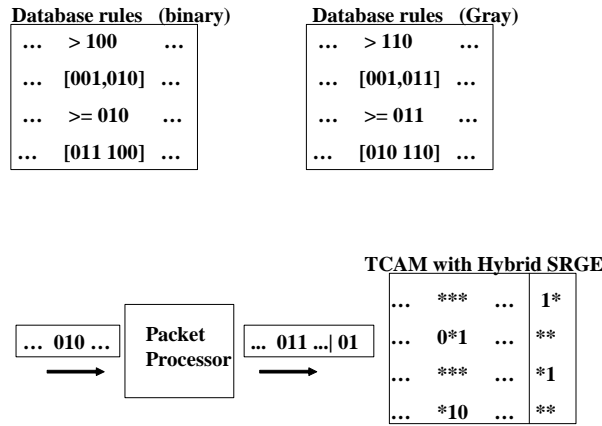 Database rules (binary)
... > 100 ...
... [001,010] ...
... >= 010 ...
... [011 100] ...
Database rules (Gray)
... > 110 ...
... [001,011] ...
... >= 011 ...
... [010 110] ...
TCAM with Hybrid SRGE
... *** ... 1*
... 0*1 ... **
... *** ... *1
... *10 ... **
... 010 ...
Packet
Processor
... 011 ...| 01